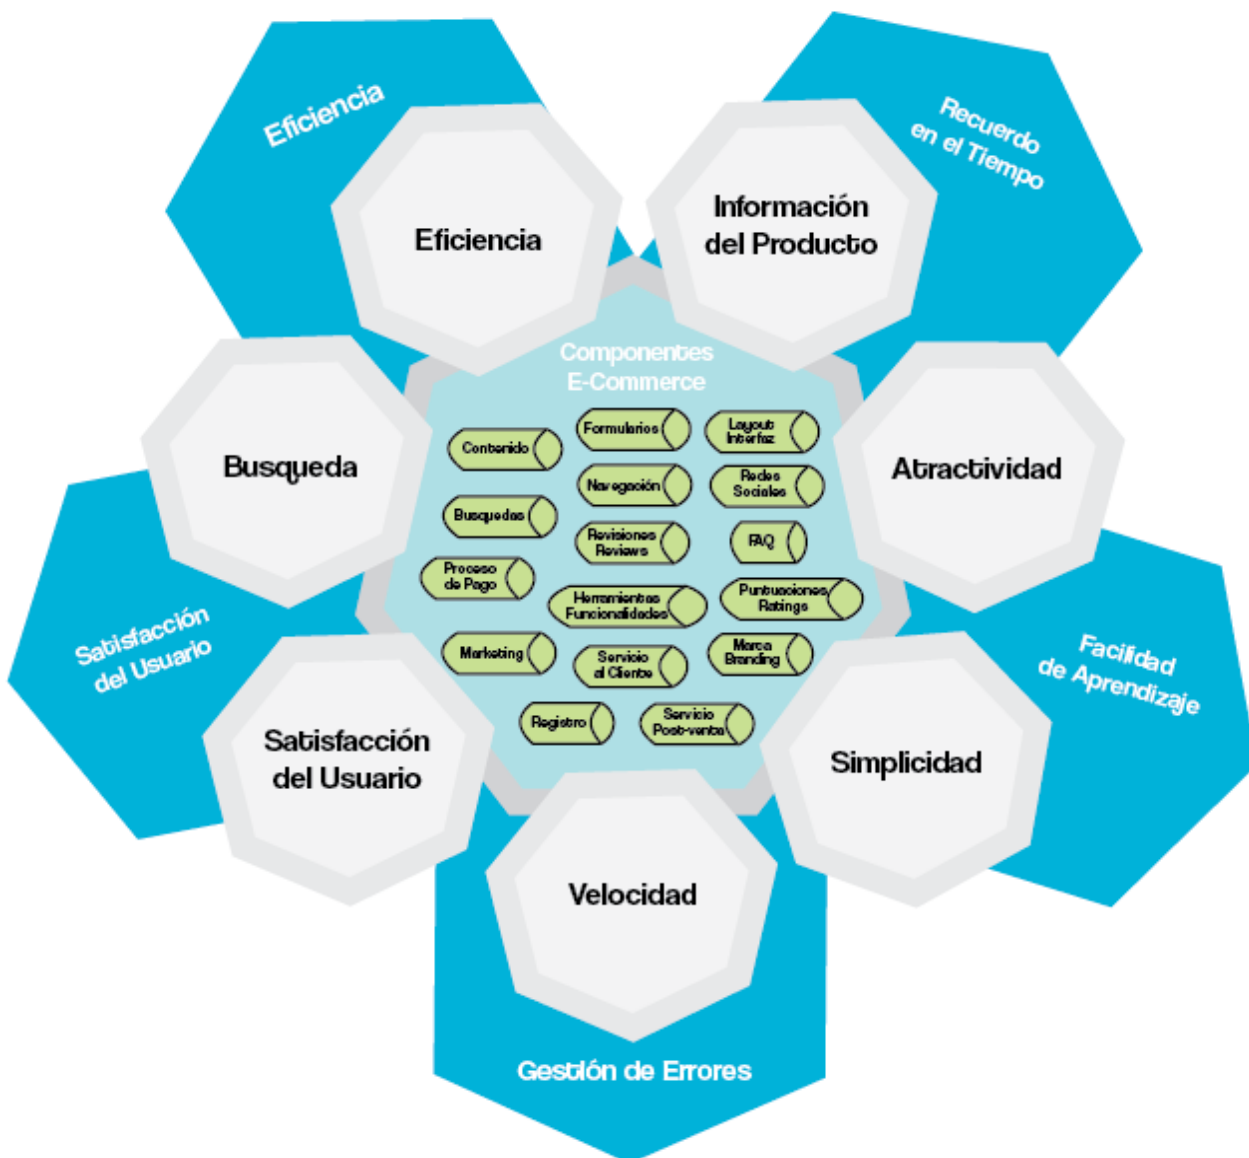 Eficiencia
Recuerdo
en el Tiempo
Eficiencia
Información
del Producto
Componentes
E-Commerce
Busqueda
Atractividad
Contenido
Formularios
Layout
Interfaz
Navegación
Redes
Sociales
Busquedas
Revisiones
Reviews
FAQ
Proceso
de Pago
Herramientas
Funcionalidades
Puntuaciones
Ratings
Marketing
Servicio
al Cliente
Marca
Branding
Registro
Servicio
Post-venta
Satisfacción
del Usuario
Facilidad
de Aprendizaje
Satisfacción
del Usuario
Simplicidad
Velocidad
Gestión de Errores